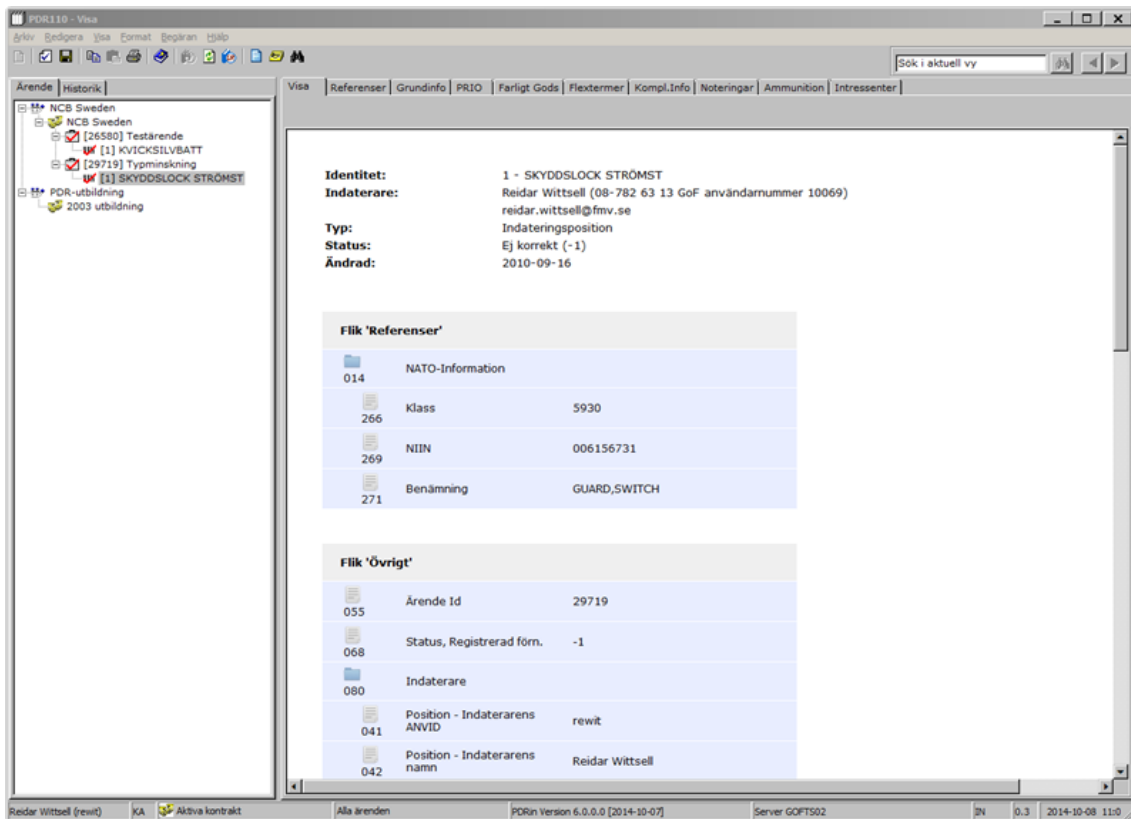 PDR110 - Visa
Arkiv Redigera Visa Format Begäran Hjälp
Sök i aktuell vy
Ärende Historik
NCB Sweden
NCB Sweden
[26580] Testärende
[1] KVICKSILVBATT
[29719] Typminskning
[1] SKYDDSLOCK STRÖMST
PDR-utbildning
2003 utbildning
Visa Referenser Grundinfo PRIO Farligt Gods Flextermer Kompl.Info Noteringar Ammunition Intressenter
Identitet: 1 - SKYDDSLOCK STRÖMST
Indaterare: Reidar Wittsell (08-782 63 13 GoF användarnummer 10069)
reidar.wittsell@fmv.se
Typ: Indateringsposition
Status: Ej korrekt (-1)
Ändrad: 2010-09-16
Flik 'Referenser'
014 NATO-Information
266 Klass 5930
269 NIIN 006156731
271 Benämning GUARD,SWITCH
Flik 'Övrigt'
055 Ärende Id 29719
068 Status, Registrerad förn. -1
080 Indaterare
041 Position - Indaterarens ANVID rewit
042 Position - Indaterarens namn Reidar Wittsell
Reidar Wittsell (rewit) KA Aktiva kontrakt Alla ärenden PDRin Version 6.0.0.0 [2014-10-07] Server GOFTS02 IN 0.3 2014-10-08 11:0